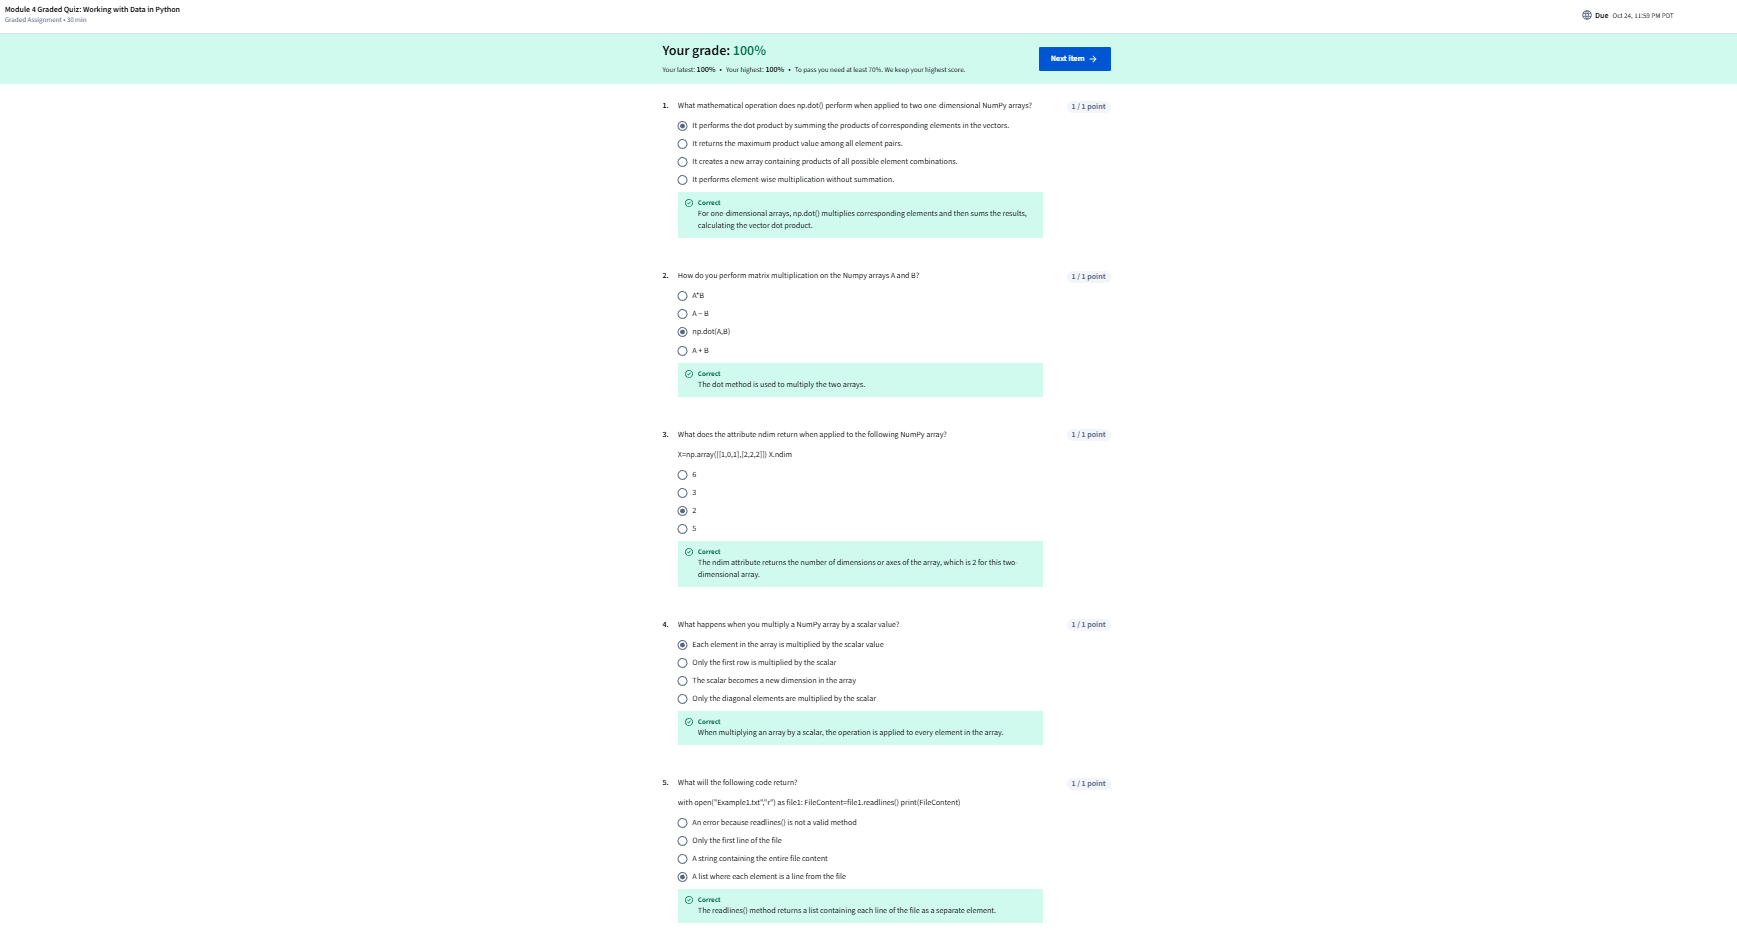 Module 4 Graded Quiz: Working with Data in Python
Graded Assignment • 30 min
Due Oct 24, 11:59 PM PDT
Your grade: 100%
Your latest: 100% • Your highest: 100% • To pass you need at least 70%. We keep your highest score.
Next item →
1. What mathematical operation does np.dot() perform when applied to two one-dimensional NumPy arrays?
1 / 1 point
It performs the dot product by summing the products of corresponding elements in the vectors.
It returns the maximum product value among all element pairs.
It creates a new array containing products of all possible element combinations.
It performs element-wise multiplication without summation.
Correct
For one-dimensional arrays, np.dot() multiplies corresponding elements and then sums the results,
calculating the vector dot product.
2. How do you perform matrix multiplication on the Numpy arrays A and B?
1 / 1 point
A*B
A – B
np.dot(A,B)
A + B
Correct
The dot method is used to multiply the two arrays.
3. What does the attribute ndim return when applied to the following NumPy array?
1 / 1 point
X=np.array([[1,0,1],[2,2,2]]) X.ndim
6
3
2
5
Correct
The ndim attribute returns the number of dimensions or axes of the array, which is 2 for this two-
dimensional array.
4. What happens when you multiply a NumPy array by a scalar value?
1 / 1 point
Each element in the array is multiplied by the scalar value
Only the first row is multiplied by the scalar
The scalar becomes a new dimension in the array
Only the diagonal elements are multiplied by the scalar
Correct
When multiplying an array by a scalar, the operation is applied to every element in the array.
5. What will the following code return?
1 / 1 point
with open("Example1.txt","r") as file1: FileContent=file1.readlines() print(FileContent)
An error because readlines() is not a valid method
Only the first line of the file
A string containing the entire file content
A list where each element is a line from the file
Correct
The readlines() method returns a list containing each line of the file as a separate element.